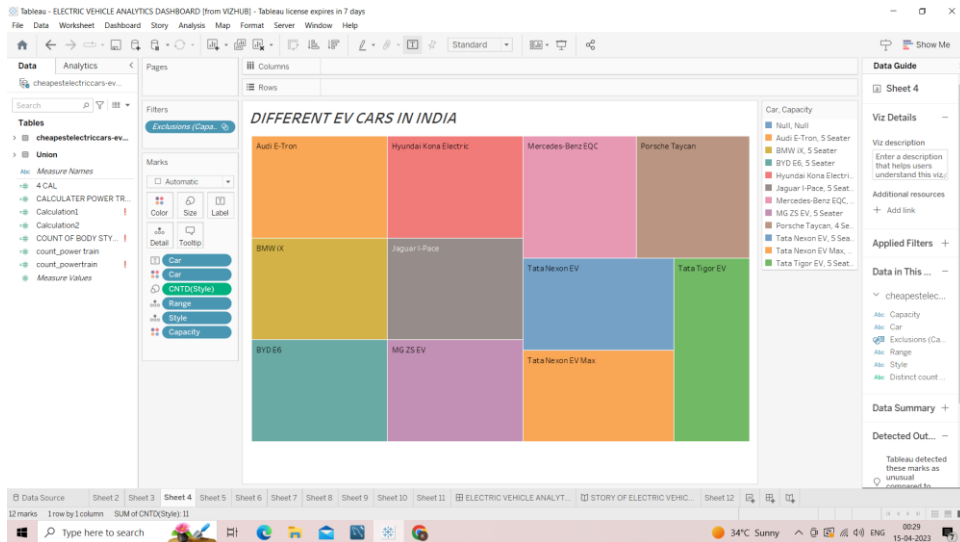 Tableau - ELECTRIC VEHICLE ANALYTICS DASHBOARD [from VIZHUB] - Tableau license expires in 7 days
File Data Worksheet Dashboard Story Analysis Map Format Server Window Help
Standard
Show Me
Data Analytics
cheapestelectriccars-ev...
Search
Tables
cheapestelectriccars-ev...
Union
Abc Measure Names
4 CAL
CALCULATER POWER TR...
Calculation1 !
Calculation2
COUNT OF BODY STY... !
count_power train
count_powertrain !
Measure Values
Pages
Filters
Exclusions (Capa..
Marks
Automatic
Color Size Label
Detail Tooltip
Car
Car
CNTD(Style)
Range
Style
Capacity
Columns
Rows
DIFFERENT EV CARS IN INDIA
Audi E-Tron
Hyundai Kona Electric
Mercedes-Benz EQC
Porsche Taycan
BMW iX
Jaguar I-Pace
Tata Nexon EV
Tata Tigor EV
BYD E6
MG ZS EV
Tata Nexon EV Max
Car, Capacity
Null, Null
Audi E-Tron, 5 Seater
BMW iX, 5 Seater
BYD E6, 5 Seater
Hyundai Kona Electri..
Jaguar I-Pace, 5 Seat..
Mercedes-Benz EQC, ..
MG ZS EV, 5 Seater
Porsche Taycan, 4 Se..
Tata Nexon EV, 5 Sea..
Tata Nexon EV Max, ..
Tata Tigor EV, 5 Seat..
Data Guide
Sheet 4
Viz Details
Viz description
Enter a description
that helps users
understand this viz.
Additional resources
+ Add link
Applied Filters +
Data in This ...
cheapestelec...
Abc Capacity
Abc Car
Exclusions (Ca...
Abc Range
Abc Style
Abc Distinct count...
Data Summary +
Detected Out...
Tableau detected
these marks as
unusual
compared to
Data Source Sheet 2 Sheet 3 Sheet 4 Sheet 5 Sheet 6 Sheet 7 Sheet 8 Sheet 9 Sheet 10 Sheet 11 ELECTRIC VEHICLE ANALYT... STORY OF ELECTRIC VEHIC... Sheet 12
12 marks 1 row by 1 column SUM of CNTD(Style): 11
Type here to search
34°C Sunny
ENG
00:29
15-04-2023